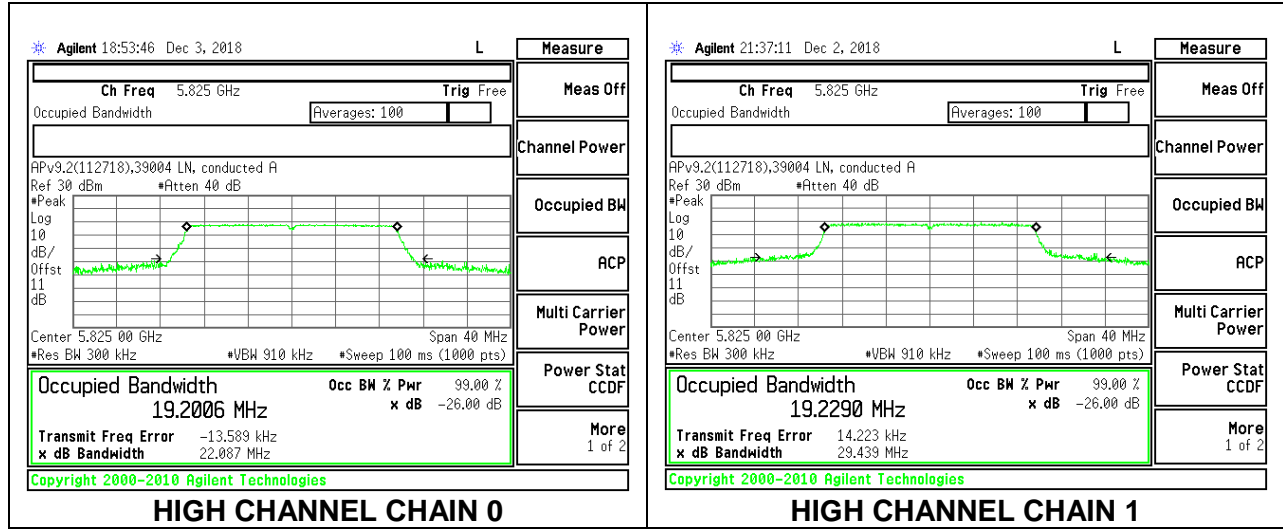 Agilent 18:53:46 Dec 3, 2018 L
Measure
Ch Freq 5.825 GHz Trig Free
Occupied Bandwidth Averages: 100
APv9.2(112718),39004 LN, conducted A
Ref 30 dBm #Atten 40 dB
#Peak
Log
10
dB/
Offst
11
dB
Center 5.825 00 GHz Span 40 MHz
#Res BW 300 kHz #VBW 910 kHz #Sweep 100 ms (1000 pts)
Occupied Bandwidth Occ BW % Pwr 99.00 %
19.2006 MHz x dB -26.00 dB
Transmit Freq Error -13.589 kHz
x dB Bandwidth 22.087 MHz
Copyright 2000-2010 Agilent Technologies
Meas Off
Channel Power
Occupied BW
ACP
Multi Carrier
Power
Power Stat
CCDF
More
1 of 2
HIGH CHANNEL CHAIN 0
Agilent 21:37:11 Dec 2, 2018 L
Measure
Ch Freq 5.825 GHz Trig Free
Occupied Bandwidth Averages: 100
APv9.2(112718),39004 LN, conducted A
Ref 30 dBm #Atten 40 dB
#Peak
Log
10
dB/
Offst
11
dB
Center 5.825 00 GHz Span 40 MHz
#Res BW 300 kHz #VBW 910 kHz #Sweep 100 ms (1000 pts)
Occupied Bandwidth Occ BW % Pwr 99.00 %
19.2290 MHz x dB -26.00 dB
Transmit Freq Error 14.223 kHz
x dB Bandwidth 29.439 MHz
Copyright 2000-2010 Agilent Technologies
Meas Off
Channel Power
Occupied BW
ACP
Multi Carrier
Power
Power Stat
CCDF
More
1 of 2
HIGH CHANNEL CHAIN 1